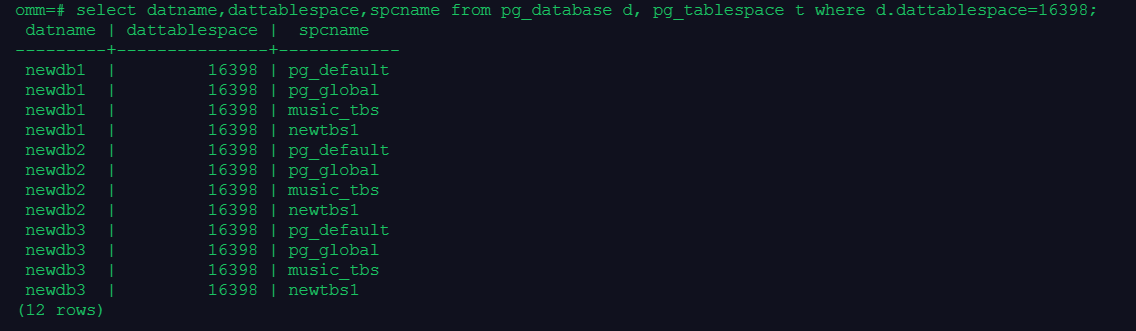 omm=# select datname,dattablespace,spcname from pg_database d, pg_tablespace t where d.dattablespace=16398;
 datname | dattablespace |  spcname
---------+---------------+------------
 newdb1  |         16398 | pg_default
 newdb1  |         16398 | pg_global
 newdb1  |         16398 | music_tbs
 newdb1  |         16398 | newtbs1
 newdb2  |         16398 | pg_default
 newdb2  |         16398 | pg_global
 newdb2  |         16398 | music_tbs
 newdb2  |         16398 | newtbs1
 newdb3  |         16398 | pg_default
 newdb3  |         16398 | pg_global
 newdb3  |         16398 | music_tbs
 newdb3  |         16398 | newtbs1
(12 rows)